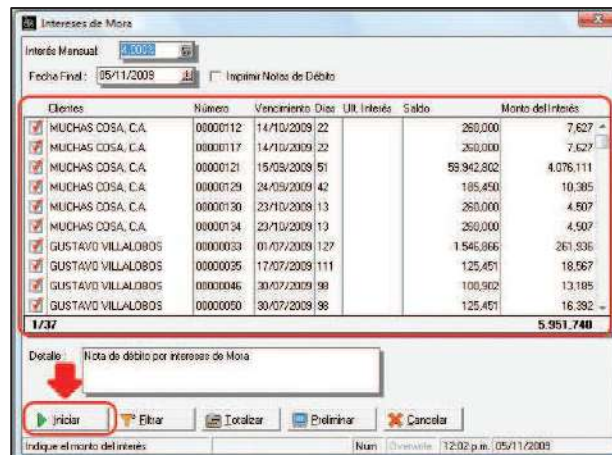 Intereses de Mora
Interés Mensual:
Fecha Final: 05/11/2009 Imprimir Notas de Débito
Clientes Número Vencimiento Días Ult. Interés Saldo Monto del Interés
MUCHAS COSA, C.A. 00000112 14/10/2009 22 260,000 7,627
MUCHAS COSA, C.A. 00000117 14/10/2009 22 260,000 7,627
MUCHAS COSA, C.A. 00000121 15/09/2009 51 59.942,802 4.076,111
MUCHAS COSA, C.A. 00000129 24/09/2009 42 185,450 10,385
MUCHAS COSA, C.A. 00000130 23/10/2009 13 260,000 4,507
MUCHAS COSA, C.A. 00000134 23/10/2009 13 260,000 4,507
GUSTAVO VILLALOBOS 00000033 01/07/2009 127 1.546,866 261,936
GUSTAVO VILLALOBOS 00000035 17/07/2009 111 125,451 18,567
GUSTAVO VILLALOBOS 00000046 30/07/2009 98 100,902 13,185
GUSTAVO VILLALOBOS 00000050 30/07/2009 98 125,451 16,392
1/37 5.951,740
Detalle: Nota de débito por intereses de Mora
Iniciar Filtrar Totalizar Preliminar Cancelar
Indique el monto del interés Num Overwrite 12:02 p.m. 05/11/2009